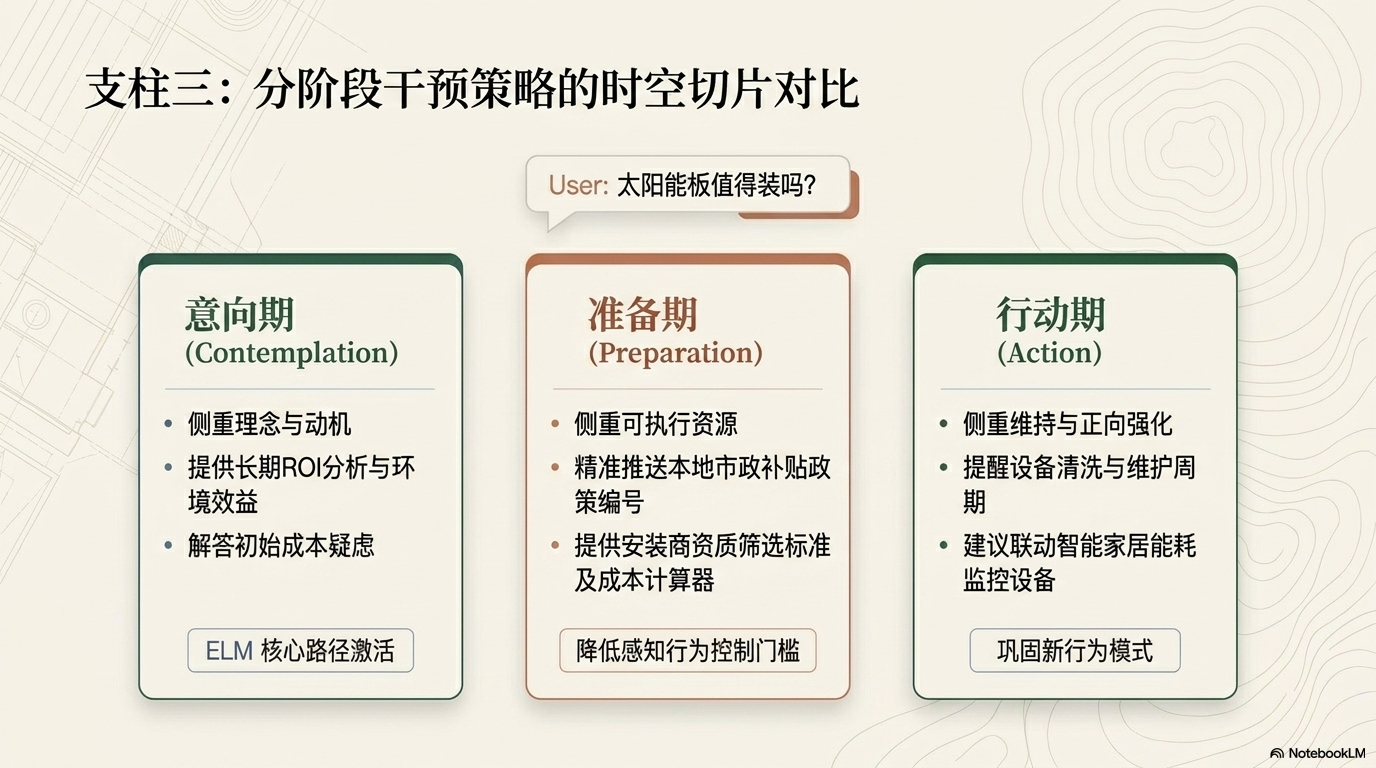 支柱三：分阶段干预策略的时空切片对比
User: 太阳能板值得装吗？
意向期
(Contemplation)
侧重理念与动机
提供长期ROI分析与环
境效益
解答初始成本疑虑
ELM 核心路径激活
准备期
(Preparation)
侧重可执行资源
精准推送本地市政补贴政
策编号
提供安装商资质筛选标准
及成本计算器
降低感知行为控制门槛
行动期
(Action)
侧重维持与正向强化
提醒设备清洗与维护周
期
建议联动智能家居能耗
监控设备
巩固新行为模式
NotebookLM